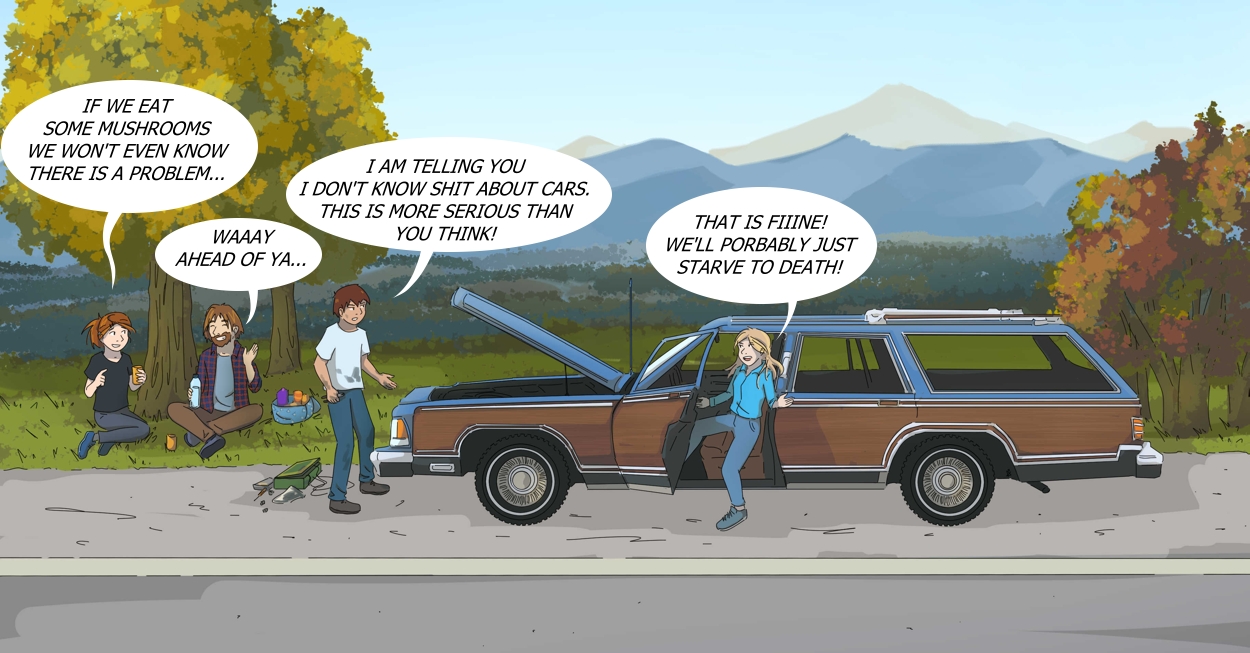 IF WE EAT
SOME MUSHROOMS
WE WON'T EVEN KNOW
THERE IS A PROBLEM...
WAAAY
AHEAD OF YA...
I AM TELLING YOU
I DON'T KNOW SHIT ABOUT CARS.
THIS IS MORE SERIOUS THAN
YOU THINK!
THAT IS FIIINE!
WE'LL PORBABLY JUST
STARVE TO DEATH!